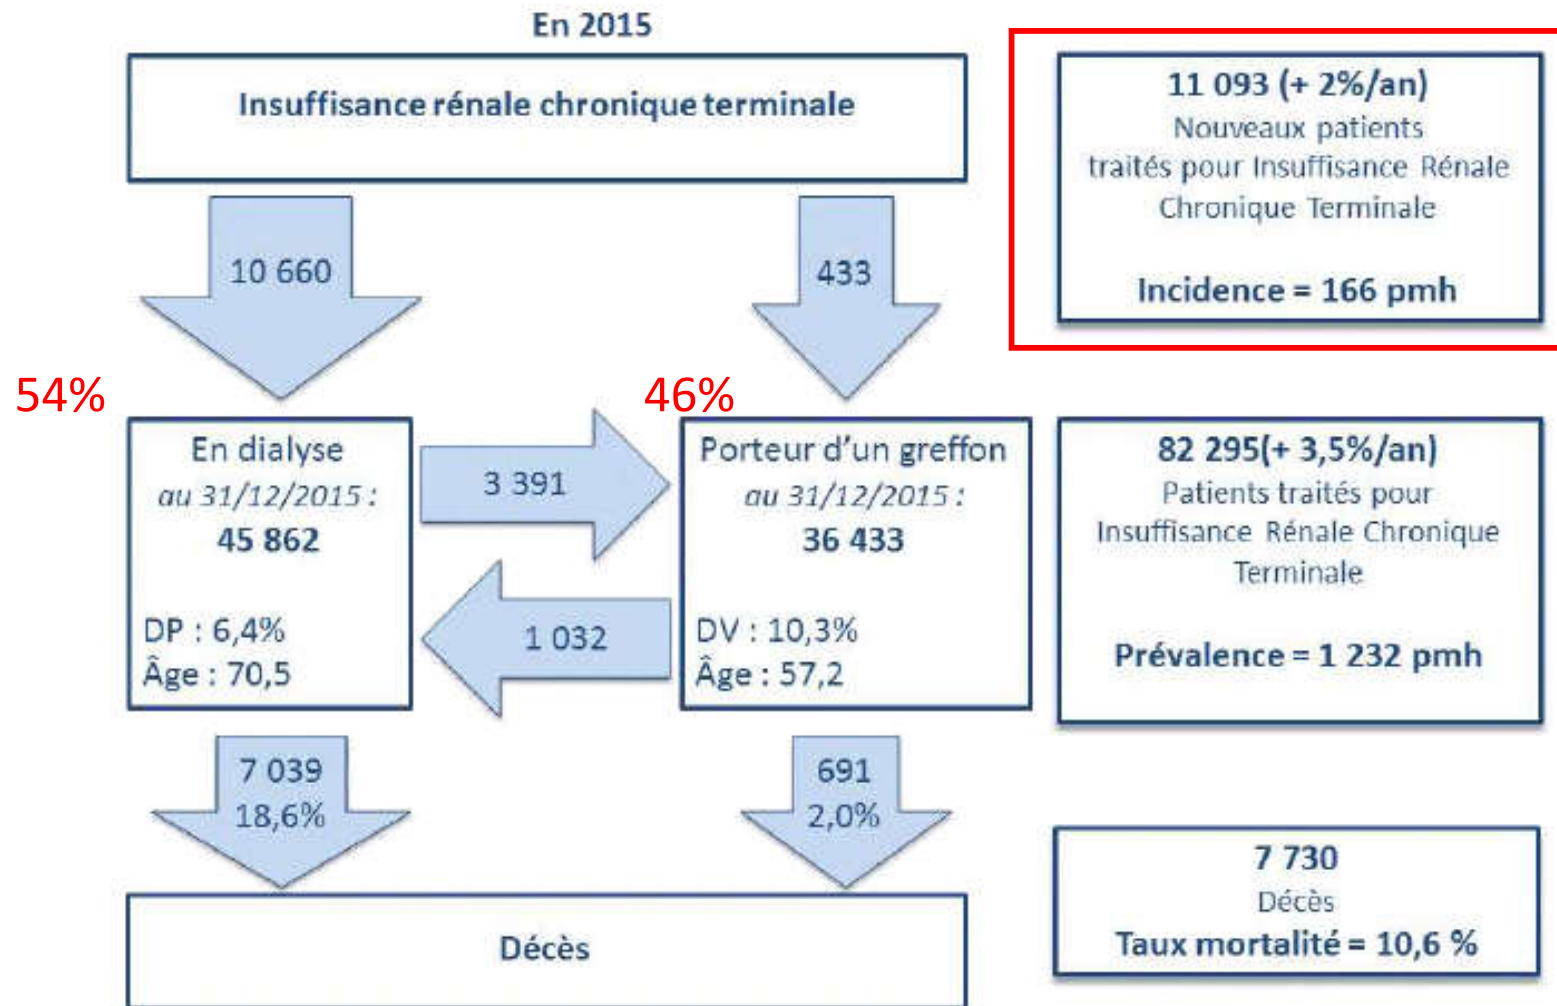 En 2015
Insuffisance rénale chronique terminale
11 093 (+ 2%/an)
Nouveaux patients
traités pour Insuffisance Rénale
Chronique Terminale
Incidence = 166 pmh
10 660
433
54%
46%
En dialyse
au 31/12/2015 :
45 862
DP : 6,4%
Âge : 70,5
3 391
1 032
Porteur d'un greffon
au 31/12/2015 :
36 433
DV : 10,3%
Âge : 57,2
82 295(+ 3,5%/an)
Patients traités pour
Insuffisance Rénale Chronique
Terminale
Prévalence = 1 232 pmh
7 039
18,6%
691
2,0%
Décès
7 730
Décès
Taux mortalité = 10,6 %